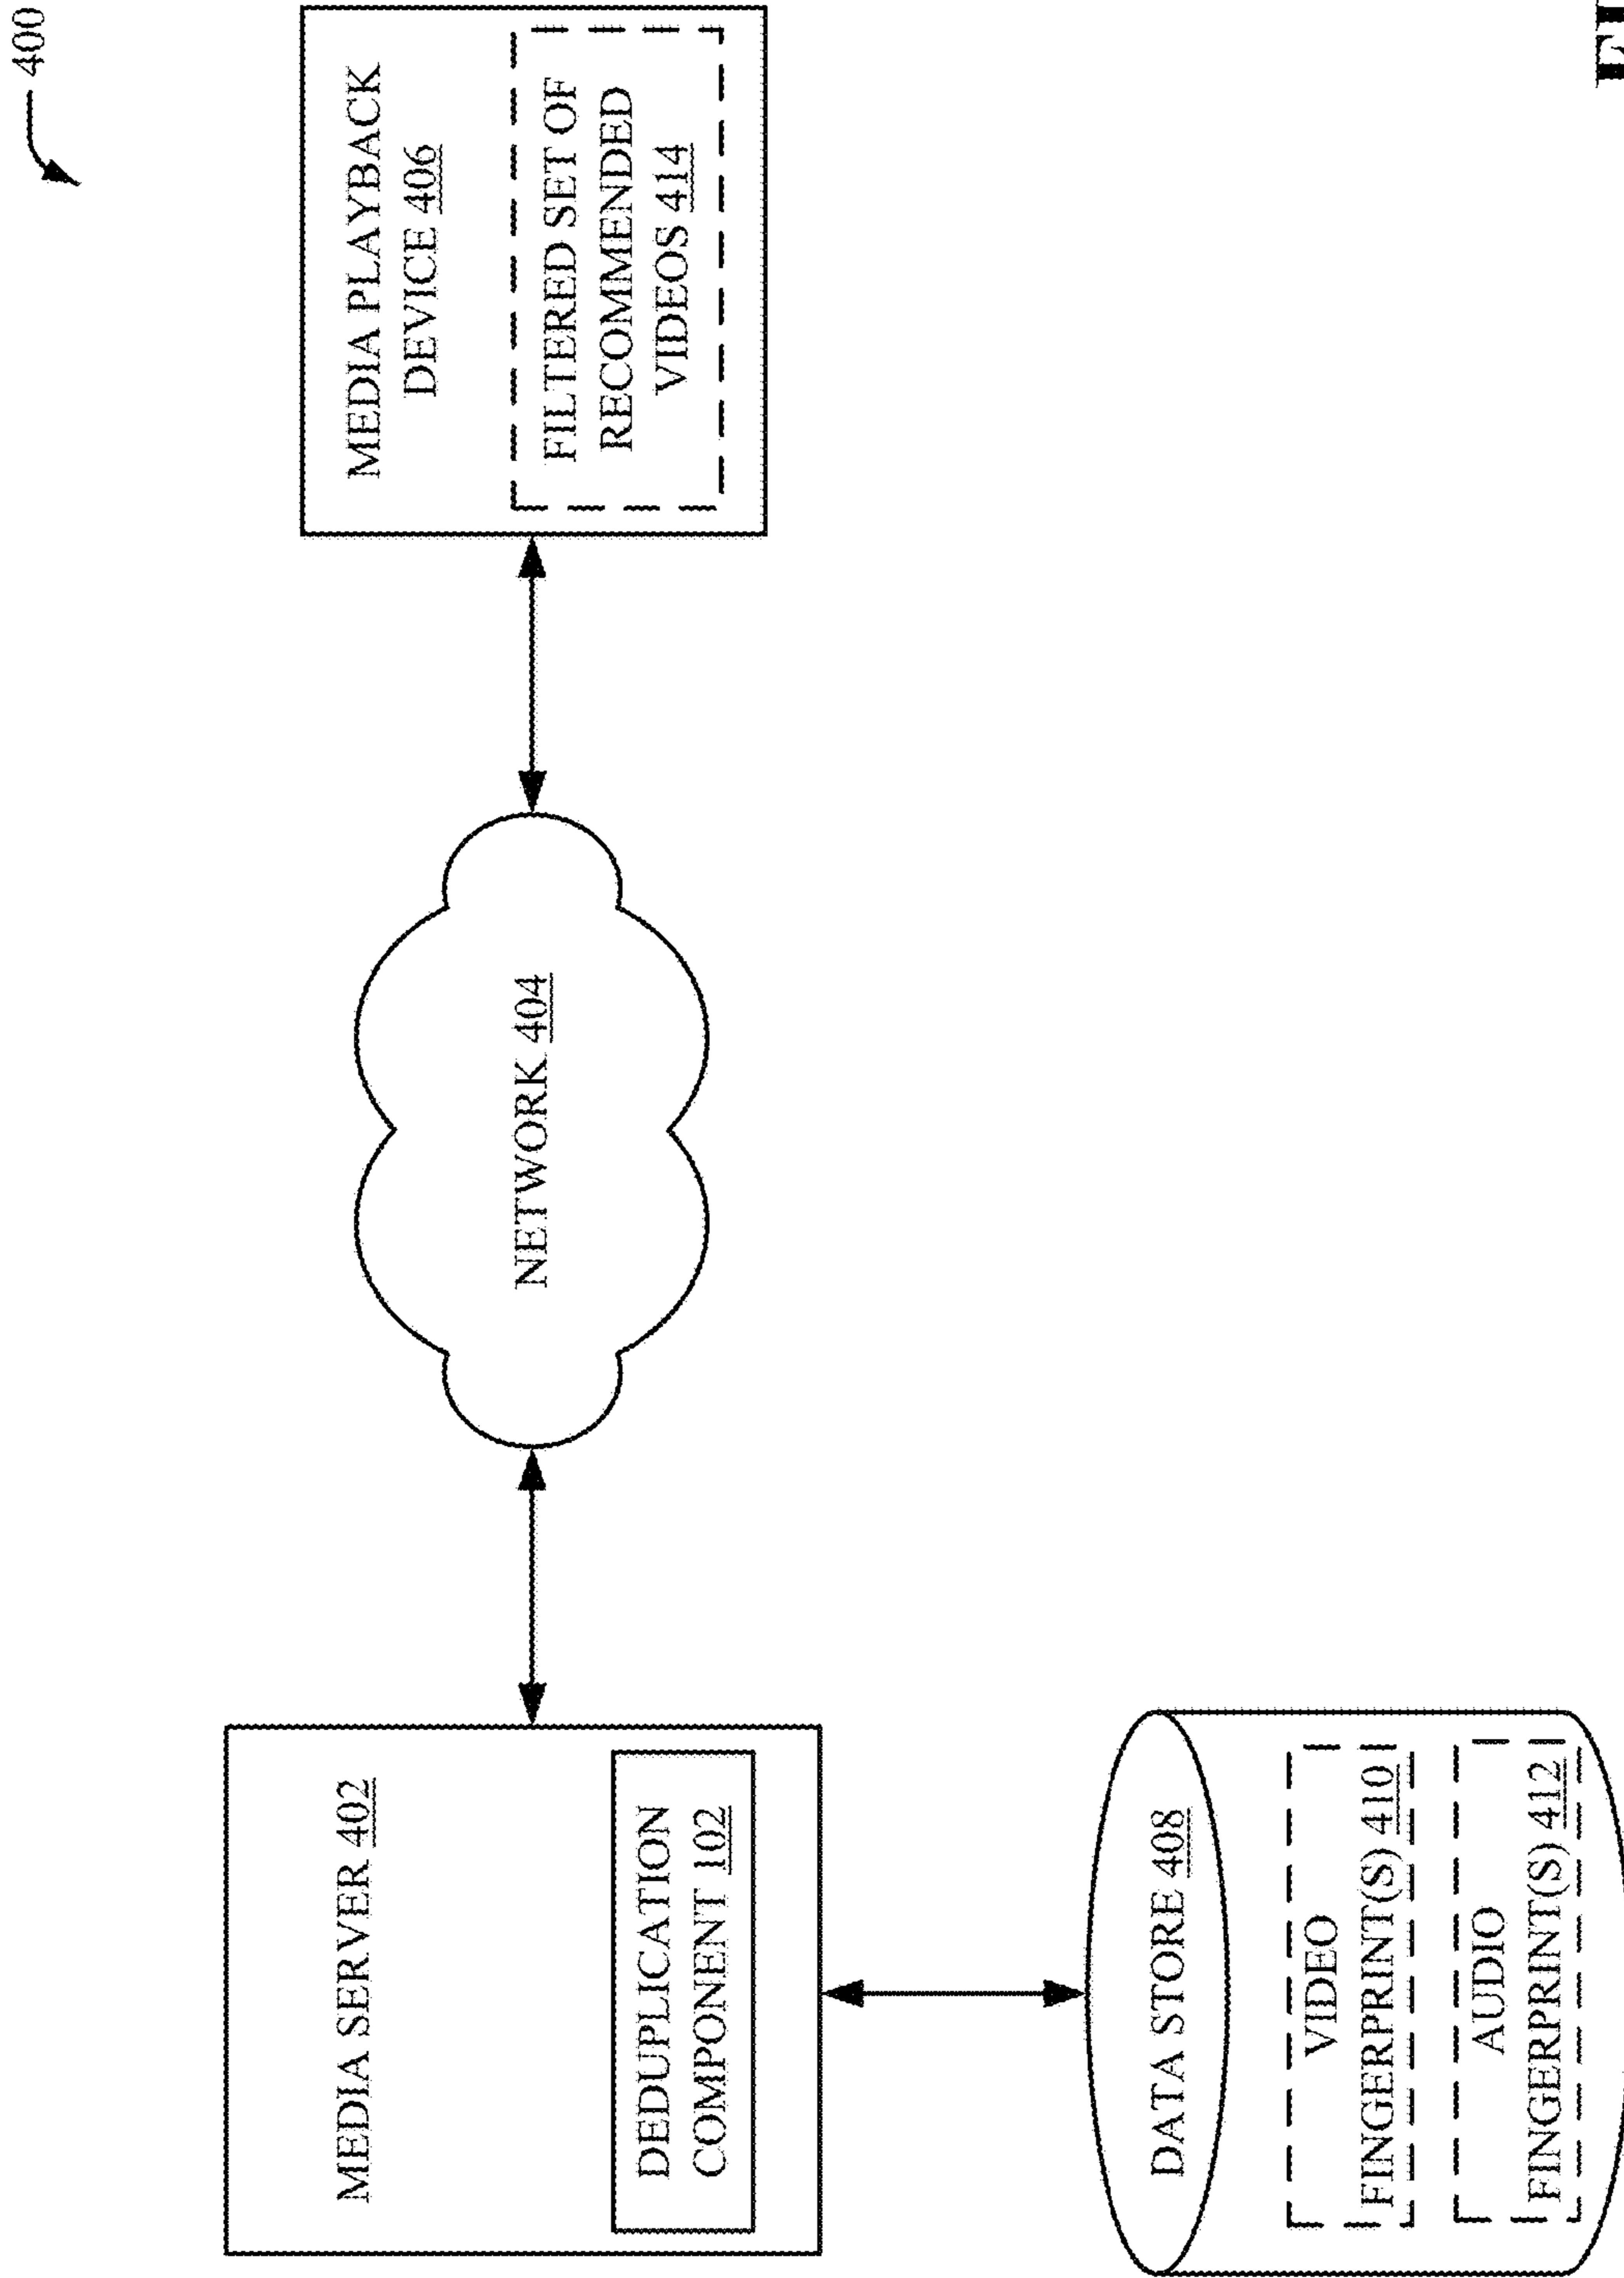 400
MEDIA SERVER 402
DEDUPLICATION
COMPONENT 102
NETWORK 404
MEDIA PLAYBACK
DEVICE 406
FILTERED SET OF
RECOMMENDED
VIDEOS 414
DATA STORE 408
VIDEO
FINGERPRINT(S) 410
AUDIO
FINGERPRINT(S) 412